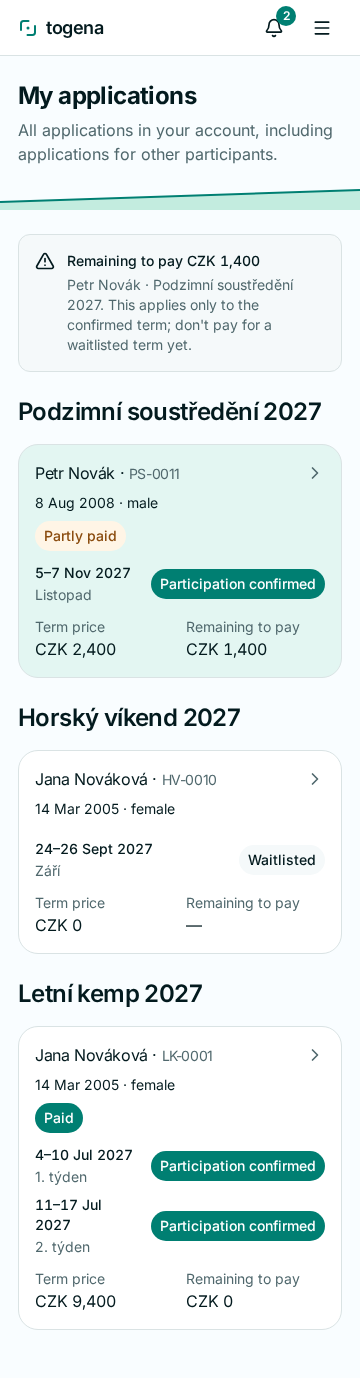 togena
2
My applications
All applications in your account, including
applications for other participants.
Remaining to pay CZK 1,400
Petr Novák · Podzimní soustředění
2027. This applies only to the
confirmed term; don't pay for a
waitlisted term yet.
Podzimní soustředění 2027
Petr Novák · PS-0011
8 Aug 2008 · male
Partly paid
5–7 Nov 2027
Listopad
Participation confirmed
Term price
Remaining to pay
CZK 2,400
CZK 1,400
Horský víkend 2027
Jana Nováková · HV-0010
14 Mar 2005 · female
24–26 Sept 2027
Září
Waitlisted
Term price
Remaining to pay
CZK 0
—
Letní kemp 2027
Jana Nováková · LK-0001
14 Mar 2005 · female
Paid
4–10 Jul 2027
1. týden
Participation confirmed
11–17 Jul
2027
2. týden
Participation confirmed
Term price
Remaining to pay
CZK 9,400
CZK 0